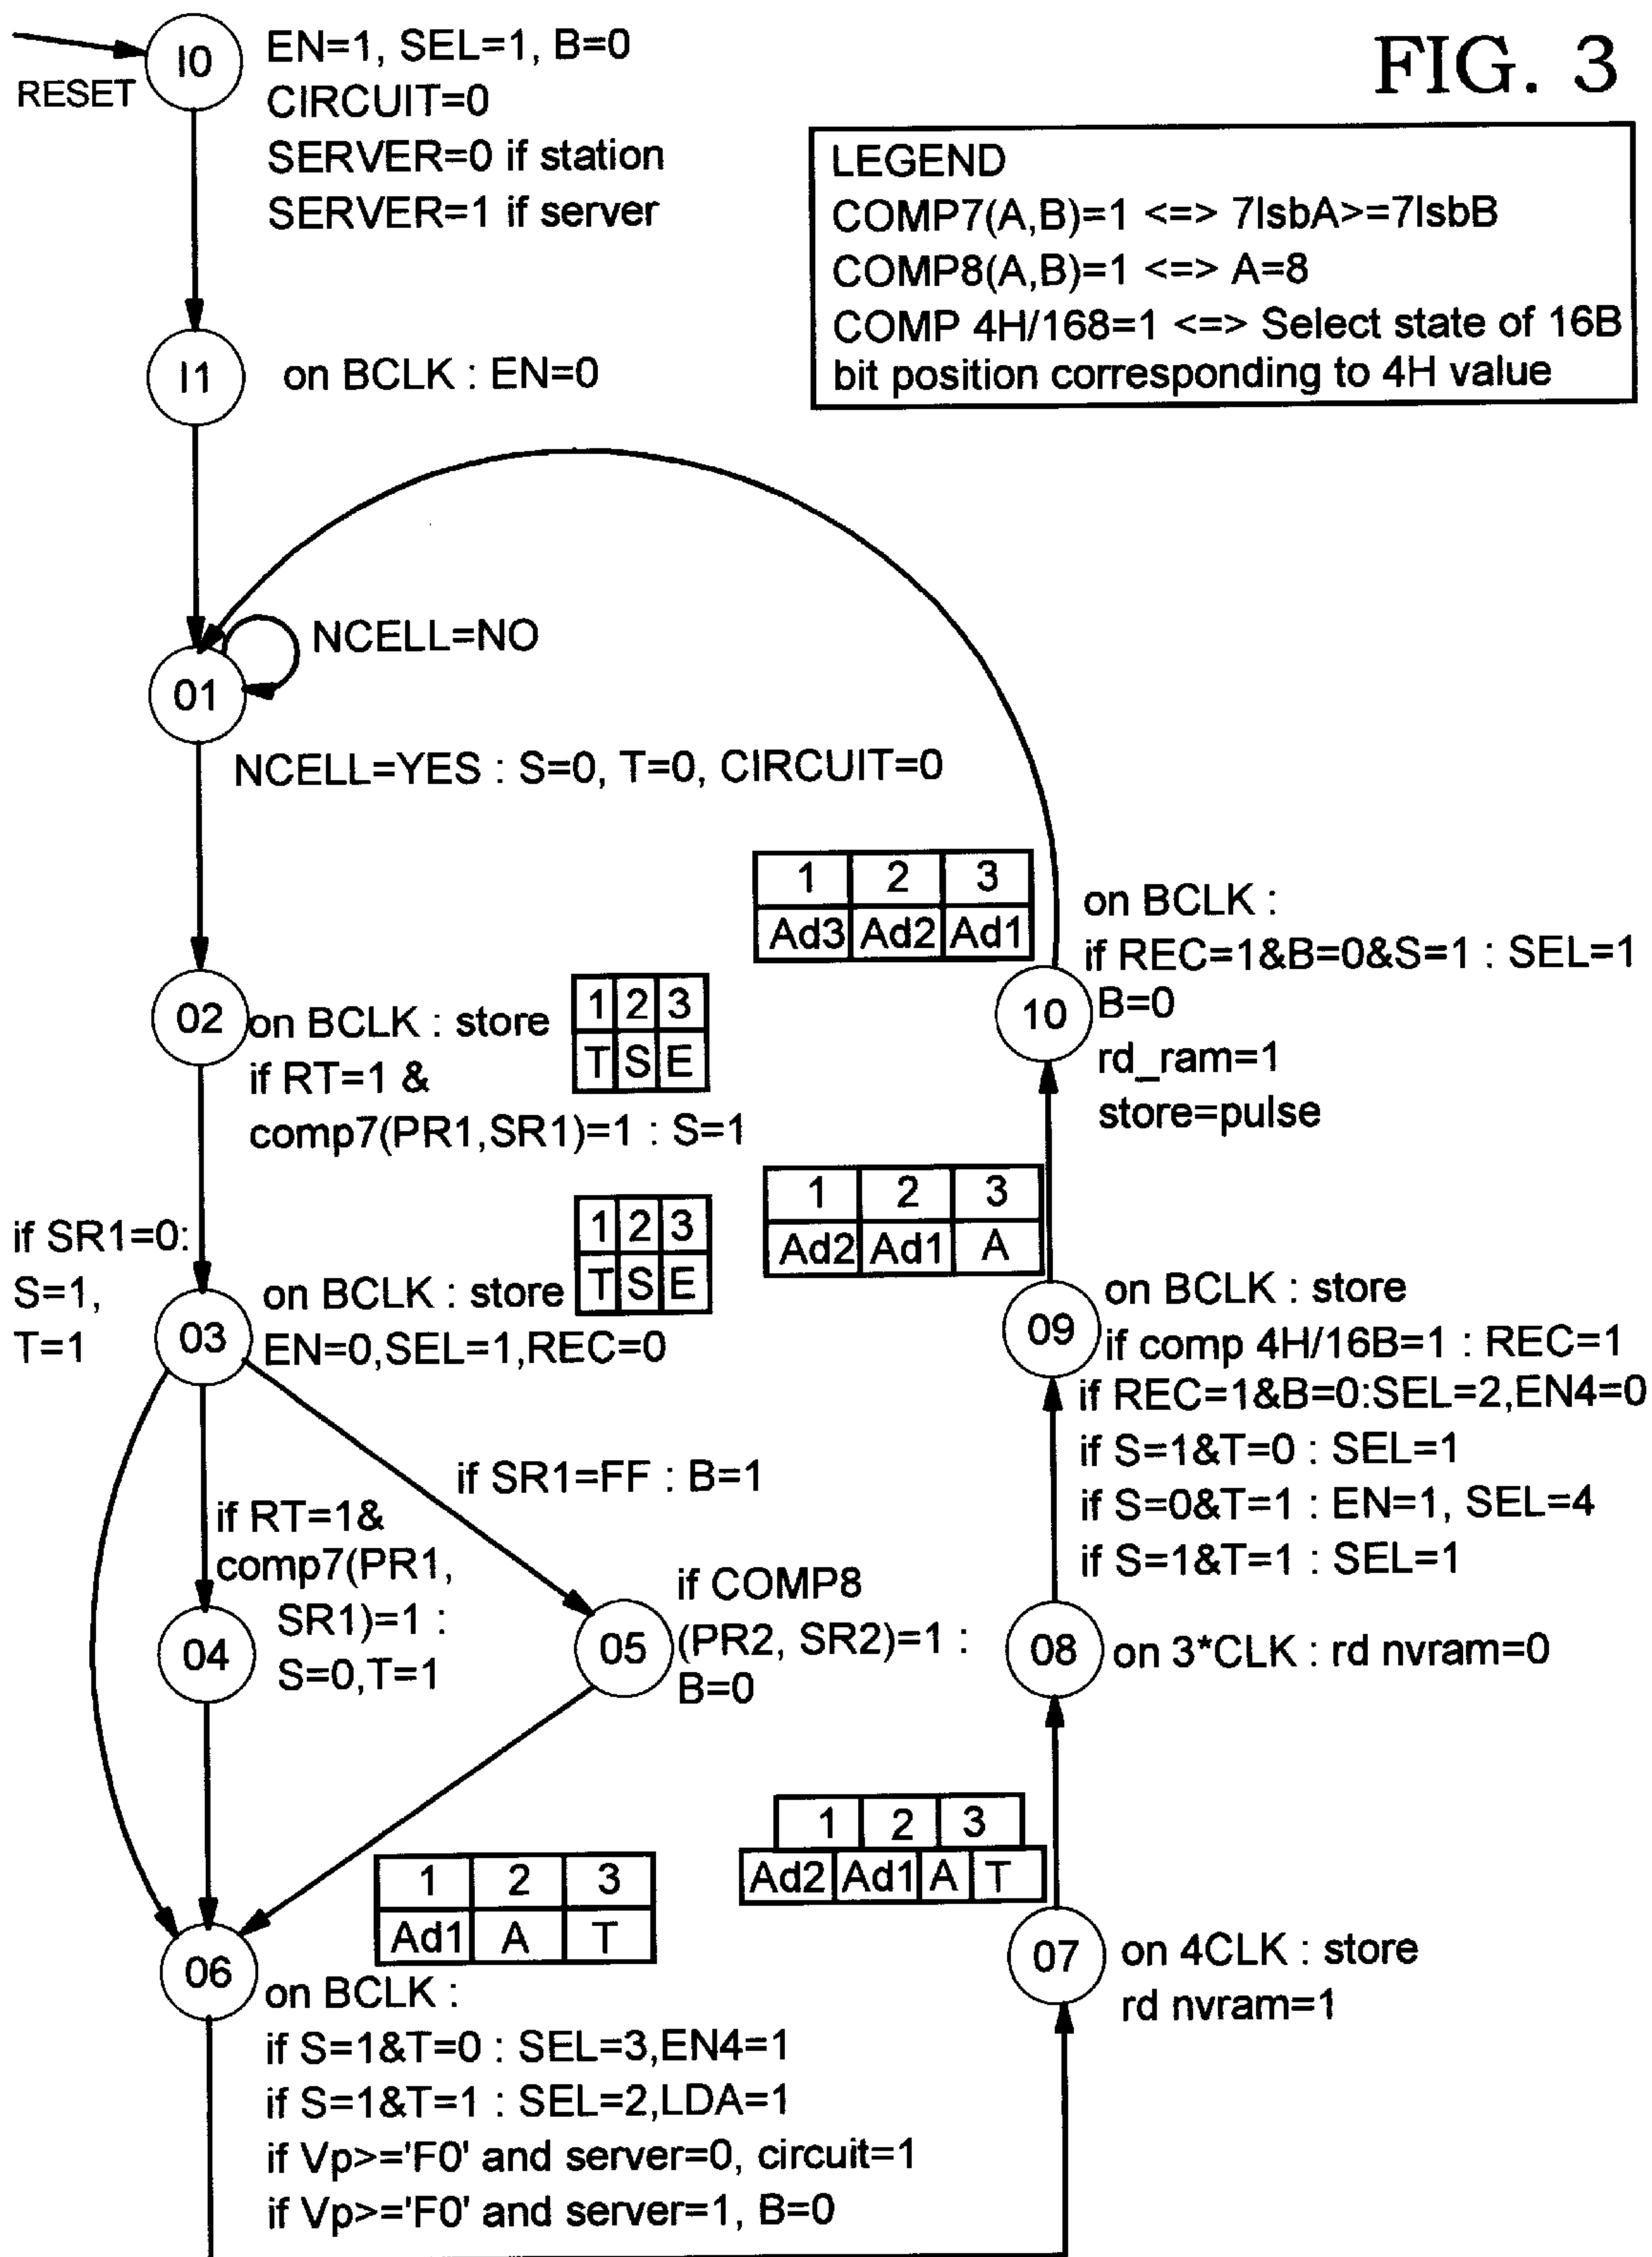 FIG. 3
I0
RESET
EN=1, SEL=1, B=0
CIRCUIT=0
SERVER=0 if station
SERVER=1 if server
LEGEND
COMP7(A,B)=1 <=> 7lsbA>=7lsbB
COMP8(A,B)=1 <=> A=8
COMP 4H/168=1 <=> Select state of 16B
bit position corresponding to 4H value
I1
on BCLK : EN=0
01
NCELL=NO
NCELL=YES : S=0, T=0, CIRCUIT=0
02
on BCLK : store
1 2 3
T S E
if RT=1 &
comp7(PR1,SR1)=1 : S=1
if SR1=0:
S=1,
T=1
03
on BCLK : store
1 2 3
T S E
EN=0,SEL=1,REC=0
if RT=1&
comp7(PR1,
SR1)=1 :
S=0,T=1
04
if SR1=FF : B=1
05
if COMP8
(PR2, SR2)=1 :
B=0
06
1 2 3
Ad1 A T
on BCLK :
if S=1&T=0 : SEL=3,EN4=1
if S=1&T=1 : SEL=2,LDA=1
if Vp>='F0' and server=0, circuit=1
if Vp>='F0' and server=1, B=0
1 2 3
Ad2 Ad1 A T
07
on 4CLK : store
rd nvram=1
08
on 3*CLK : rd nvram=0
1 2 3
Ad2 Ad1 A
09
on BCLK : store
if comp 4H/16B=1 : REC=1
if REC=1&B=0:SEL=2,EN4=0
if S=1&T=0 : SEL=1
if S=0&T=1 : EN=1, SEL=4
if S=1&T=1 : SEL=1
1 2 3
Ad3 Ad2 Ad1
10
on BCLK :
if REC=1&B=0&S=1 : SEL=1
B=0
rd_ram=1
store=pulse